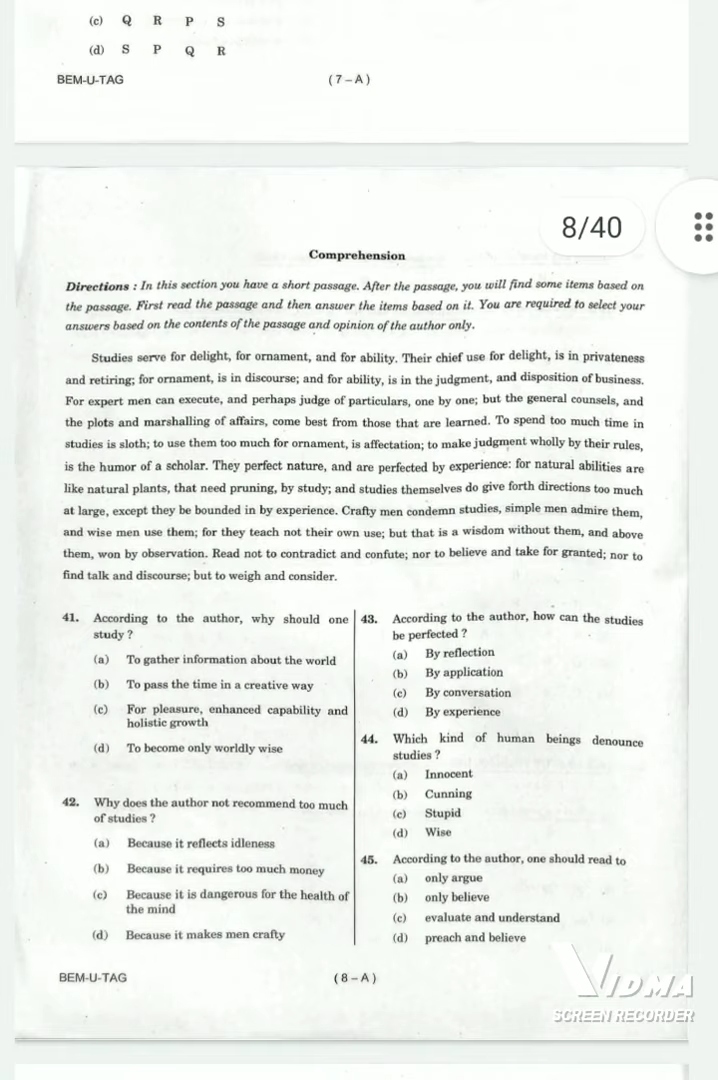 (c) Q R P S
(d) S P Q R
BEM-U-TAG (7–A)
8/40
Comprehension
Directions : In this section you have a short passage. After the passage, you will find some items based on
the passage. First read the passage and then answer the items based on it. You are required to select your
answers based on the contents of the passage and opinion of the author only.
Studies serve for delight, for ornament, and for ability. Their chief use for delight, is in privateness
and retiring; for ornament, is in discourse; and for ability, is in the judgment, and disposition of business.
For expert men can execute, and perhaps judge of particulars, one by one; but the general counsels, and
the plots and marshalling of affairs, come best from those that are learned. To spend too much time in
studies is sloth; to use them too much for ornament, is affectation; to make judgment wholly by their rules,
is the humor of a scholar. They perfect nature, and are perfected by experience: for natural abilities are
like natural plants, that need pruning, by study; and studies themselves do give forth directions too much
at large, except they be bounded in by experience. Crafty men condemn studies, simple men admire them,
and wise men use them; for they teach not their own use; but that is a wisdom without them, and above
them, won by observation. Read not to contradict and confute; nor to believe and take for granted; nor to
find talk and discourse; but to weigh and consider.
41. According to the author, why should one
study ?
(a) To gather information about the world
(b) To pass the time in a creative way
(c) For pleasure, enhanced capability and
holistic growth
(d) To become only worldly wise
42. Why does the author not recommend too much
of studies ?
(a) Because it reflects idleness
(b) Because it requires too much money
(c) Because it is dangerous for the health of
the mind
(d) Because it makes men crafty
43. According to the author, how can the studies
be perfected ?
(a) By reflection
(b) By application
(c) By conversation
(d) By experience
44. Which kind of human beings denounce
studies ?
(a) Innocent
(b) Cunning
(c) Stupid
(d) Wise
45. According to the author, one should read to
(a) only argue
(b) only believe
(c) evaluate and understand
(d) preach and believe
BEM-U-TAG (8–A)
VIDMA
SCREEN RECORDER